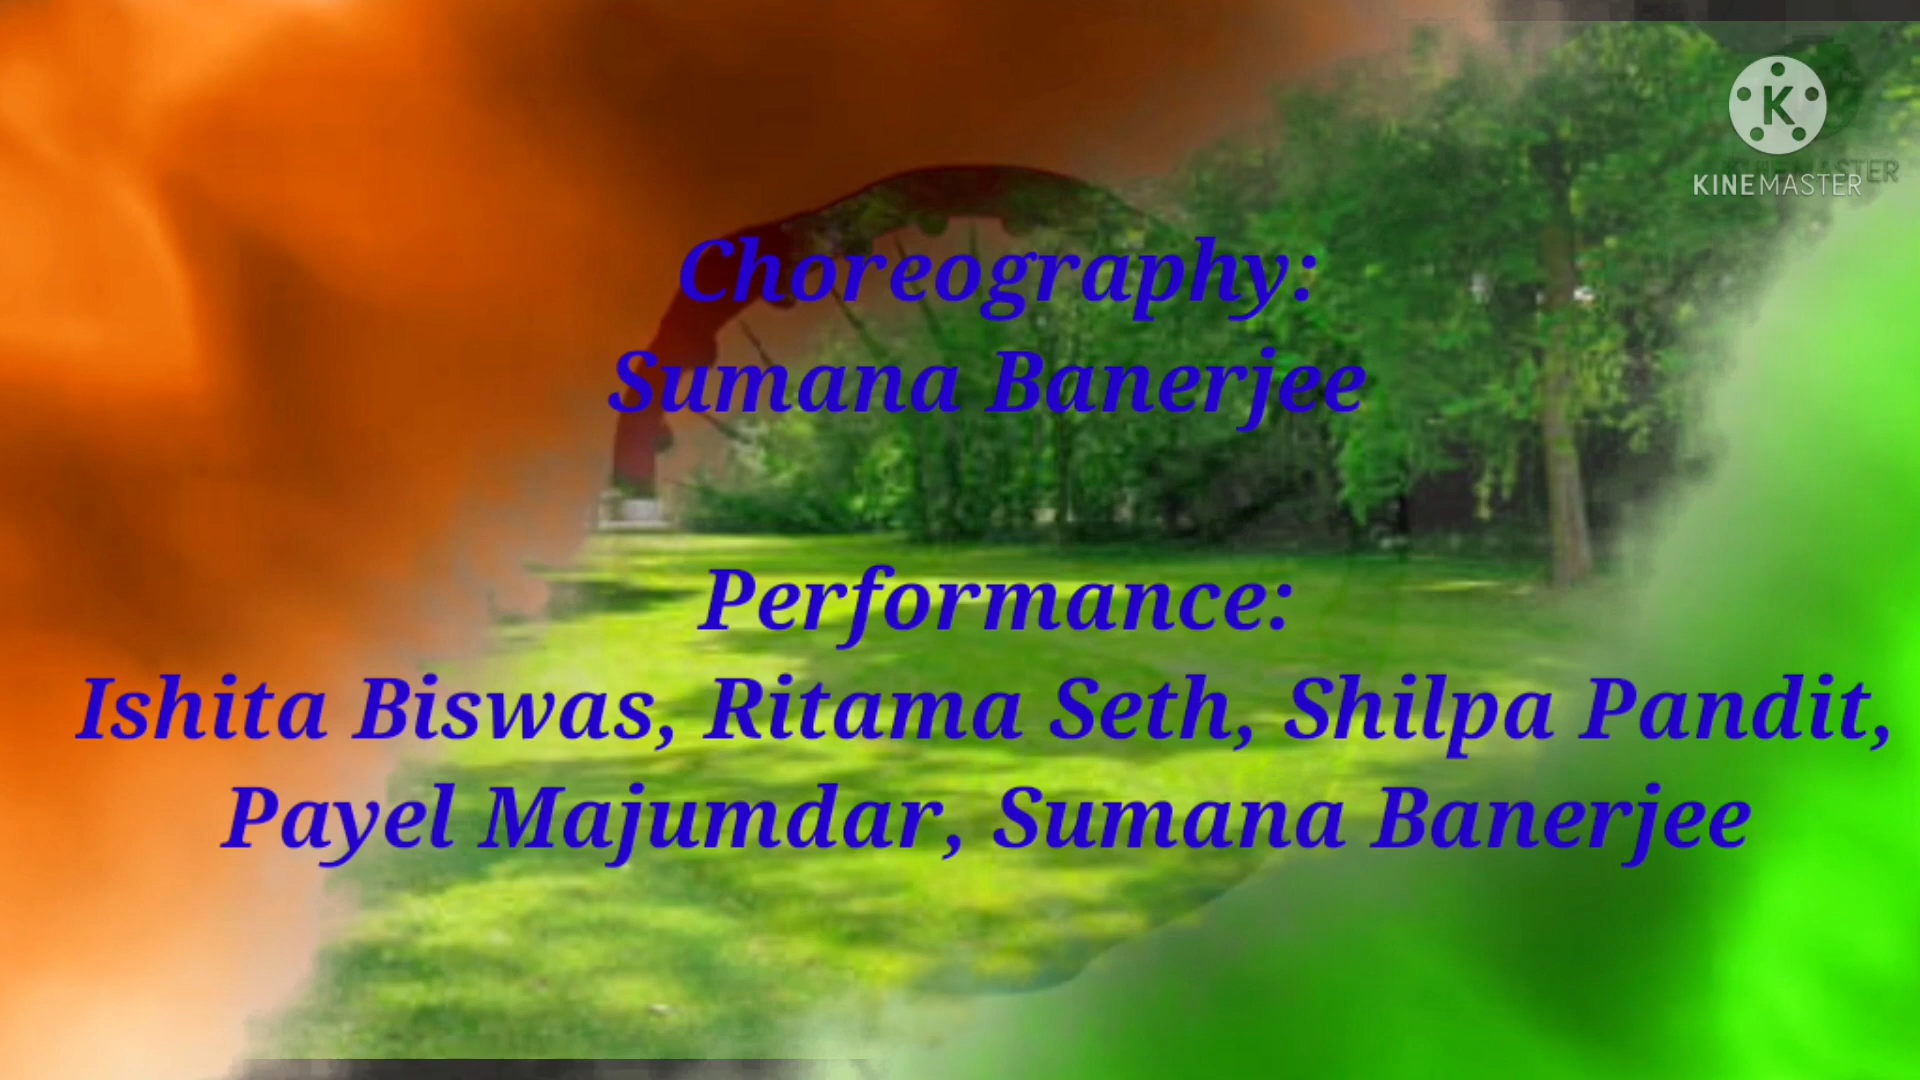 KINEMASTER
Choreography:
Sumana Banerjee
Performance:
Ishita Biswas, Ritama Seth, Shilpa Pandit,
Payel Majumdar, Sumana Banerjee